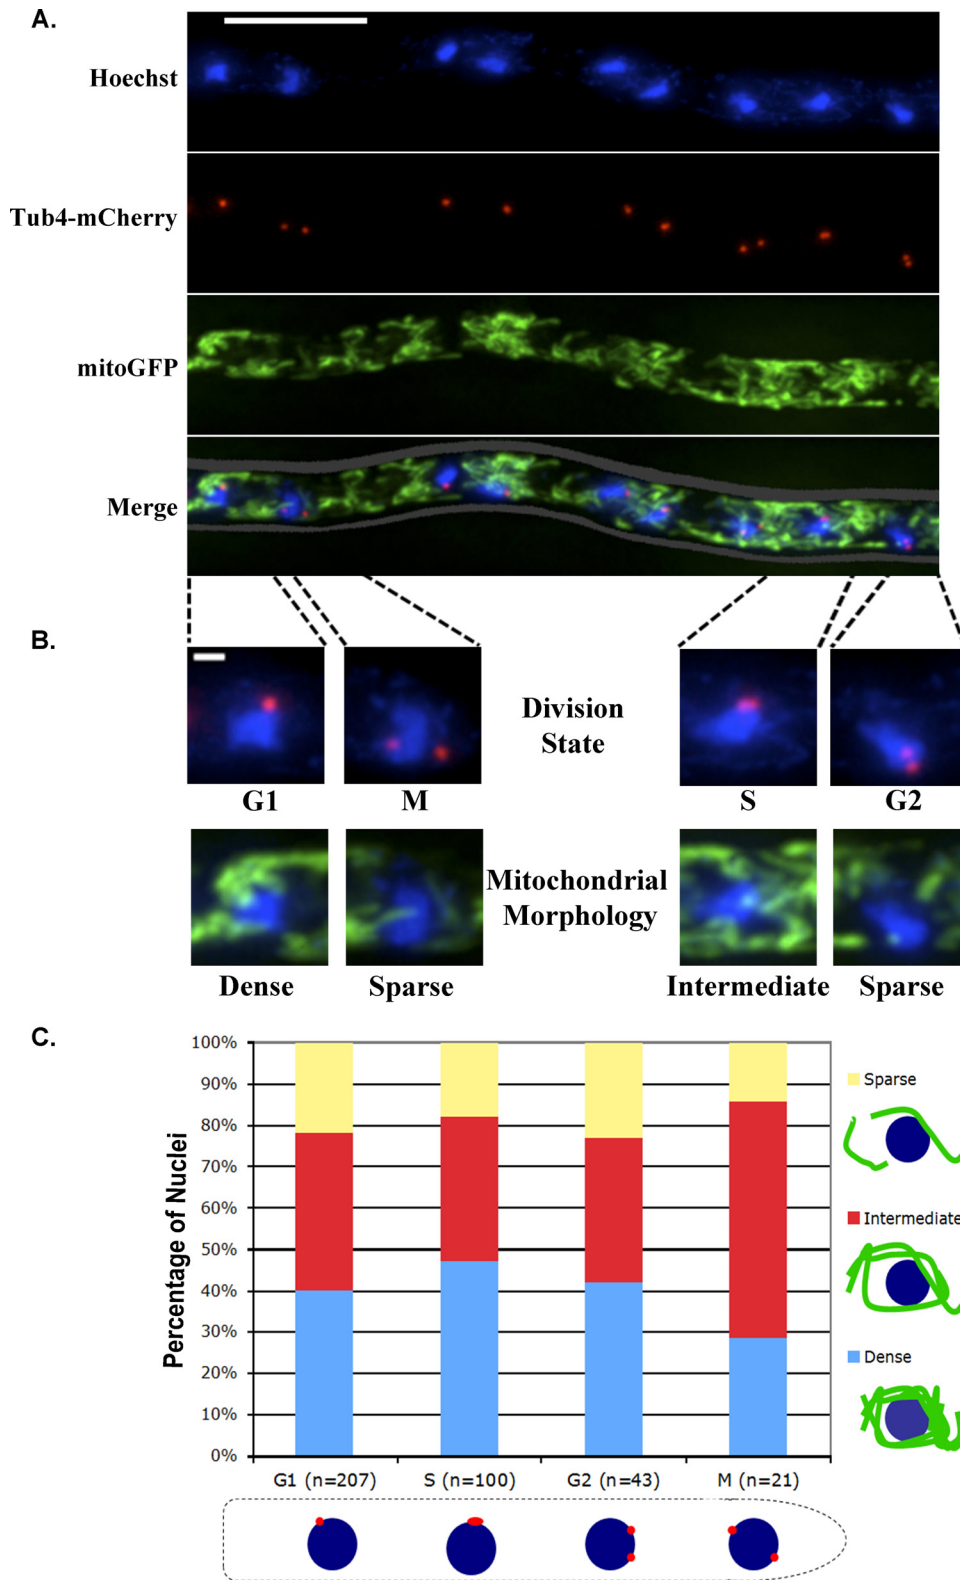 A.
Hoechst
Tub4-mCherry
mitoGFP
Merge
B.
Division
State
G1
M
S
G2
Mitochondrial
Morphology
Dense
Sparse
Intermediate
Sparse
C.
Percentage of Nuclei
100%
90%
80%
70%
60%
50%
40%
30%
20%
10%
0%
G1 (n=207)
S (n=100)
G2 (n=43)
M (n=21)
Sparse
Intermediate
Dense